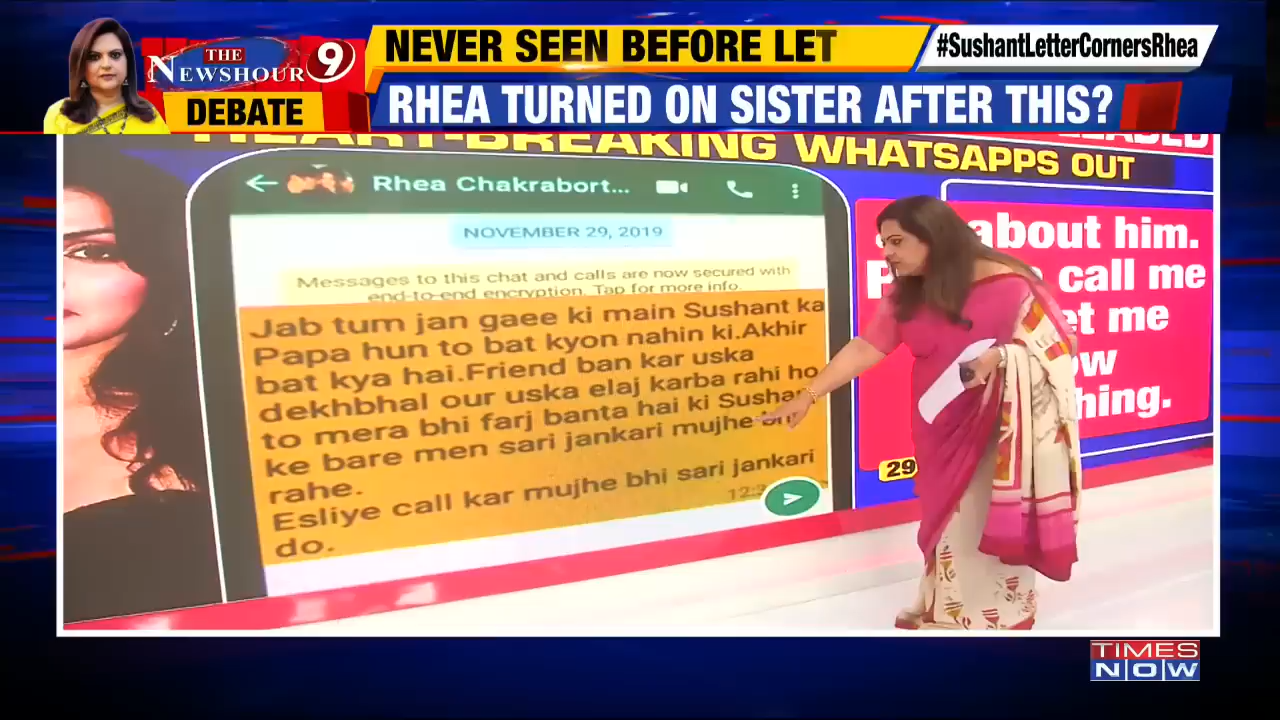 THE
NEWSHOUR 9
DEBATE
NEVER SEEN BEFORE LET
#SushantLetterCornersRhea
RHEA TURNED ON SISTER AFTER THIS?
HEART-BREAKING WHATSAPPS OUT
Rhea Chakrabort...
NOVEMBER 29, 2019
Messages to this chat and calls are now secured with
end-to-end encryption. Tap for more info.
Jab tum jan gaee ki main Sushant ka
Papa hun to bat kyon nahin ki.Akhir
bat kya hai.Friend ban kar uska
dekhbhal our uska elaj karba rahi ho
to mera bhi farj banta hai ki
ke bare men sari jankari mujhe
rahe.
Esliye call kar mujhe bhi sari jankari
do.
about him.
call me
me
29
TIMES
NOW